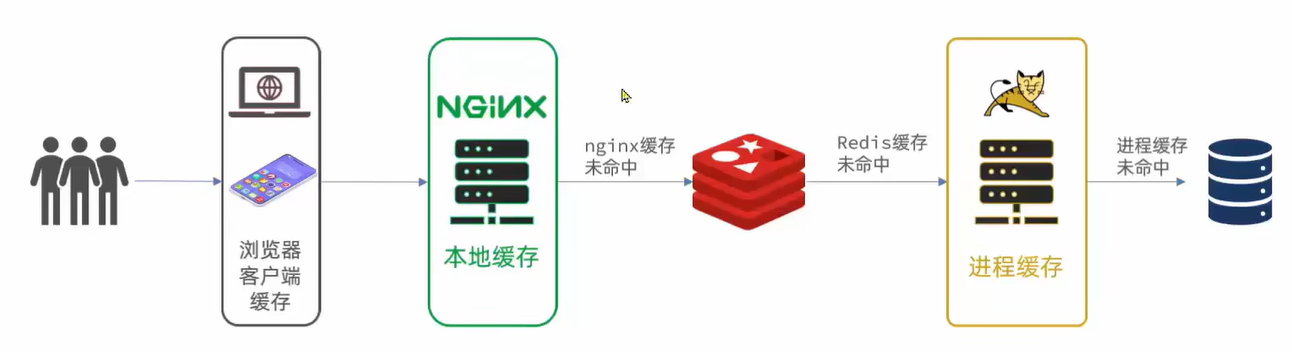 浏览器
客户端
缓存
NGINX
本地缓存
nginx缓存
未命中
Redis缓存
未命中
进程缓存
进程缓存
未命中